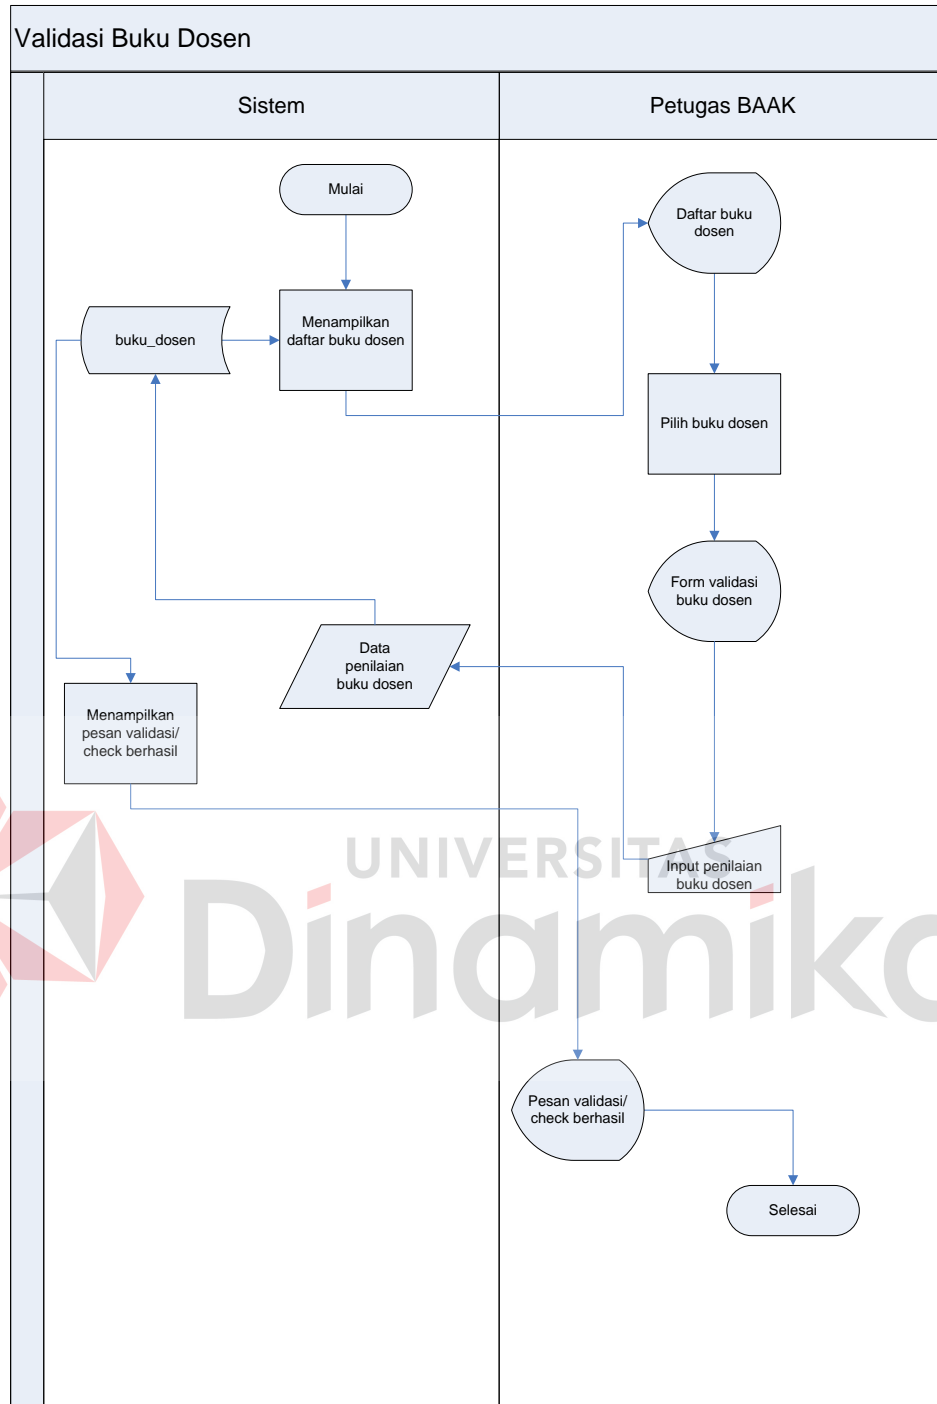 Validasi Buku Dosen
Sistem
Petugas BAAK
Mulai
Daftar buku
dosen
Menampilkan
daftar buku dosen
buku_dosen
Pilih buku dosen
Form validasi
buku dosen
Data
penilaian
buku dosen
Menampilkan
pesan validasi/
check berhasil
Input penilaian
buku dosen
UNIVERSITAS
Dinamika
Pesan validasi/
check berhasil
Selesai